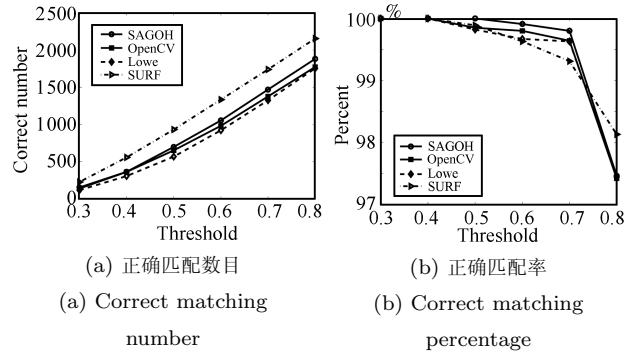 2500
2000
1500
1000
500
0
0.3 0.4 0.5 0.6 0.7 0.8
Correct number
Threshold
SAGOH
OpenCV
Lowe
SURF
(a) 正确匹配数目
(a) Correct matching
number
%
100
99
98
97
0.3 0.4 0.5 0.6 0.7 0.8
Percent
Threshold
SAGOH
OpenCV
Lowe
SURF
(b) 正确匹配率
(b) Correct matching
percentage